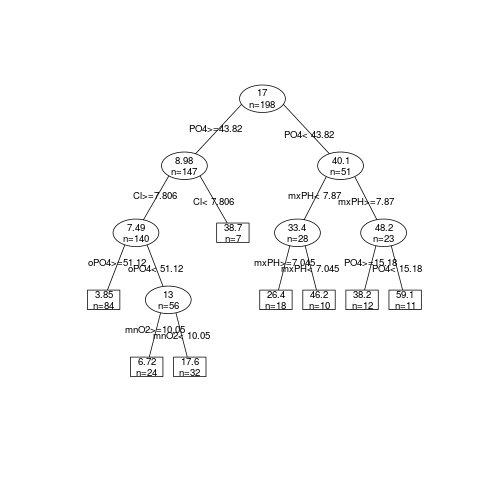 17
n=198
PO4>=43.82
PO4< 43.82
8.98
n=147
40.1
n=51
Cl>=7.806
Cl< 7.806
mxPH< 7.87
mxPH>=7.87
7.49
n=140
38.7
n=7
33.4
n=28
48.2
n=23
oPO4>=51.12
oPO4< 51.12
mxPH>=7.045
mxPH< 7.045
PO4>=15.18
PO4< 15.18
3.85
n=84
13
n=56
26.4
n=18
46.2
n=10
38.2
n=12
59.1
n=11
mnO2>=10.05
mnO2< 10.05
6.72
n=24
17.6
n=32